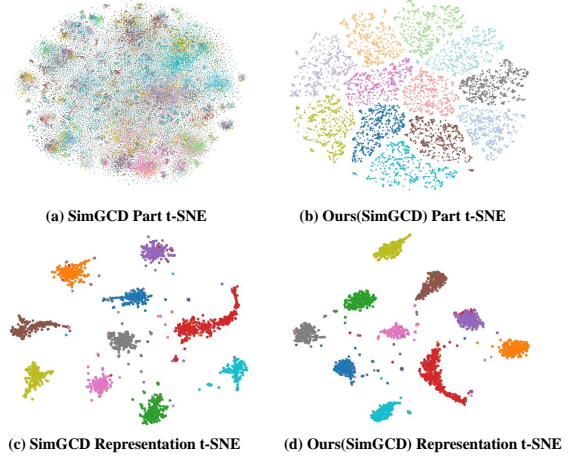 (a) SimGCD Part t-SNE
(b) Ours(SimGCD) Part t-SNE
(c) SimGCD Representation t-SNE
(d) Ours(SimGCD) Representation t-SNE